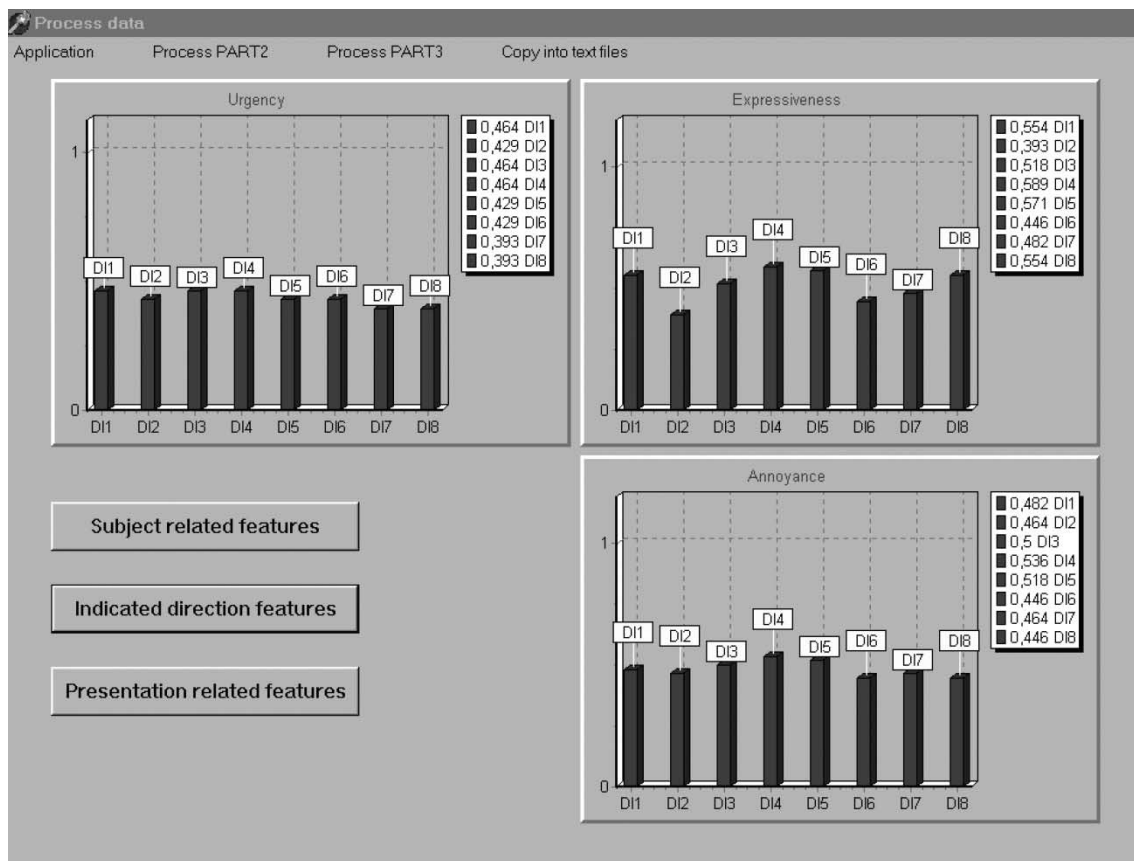 Process data
Application Process PART2 Process PART3 Copy into text files
Urgency
1
0
DI1 DI2 DI3 DI4 DI5 DI6 DI7 DI8
DI1 DI2 DI3 DI4 DI5 DI6 DI7 DI8
0,464 DI1
0,429 DI2
0,464 DI3
0,464 DI4
0,429 DI5
0,429 DI6
0,393 DI7
0,393 DI8
Expressiveness
1
0
DI1 DI2 DI3 DI4 DI5 DI6 DI7 DI8
DI1 DI2 DI3 DI4 DI5 DI6 DI7 DI8
0,554 DI1
0,393 DI2
0,518 DI3
0,589 DI4
0,571 DI5
0,446 DI6
0,482 DI7
0,554 DI8
Subject related features
Indicated direction features
Presentation related features
Annoyance
1
0
DI1 DI2 DI3 DI4 DI5 DI6 DI7 DI8
DI1 DI2 DI3 DI4 DI5 DI6 DI7 DI8
0,482 DI1
0,464 DI2
0,5 DI3
0,536 DI4
0,518 DI5
0,446 DI6
0,464 DI7
0,446 DI8